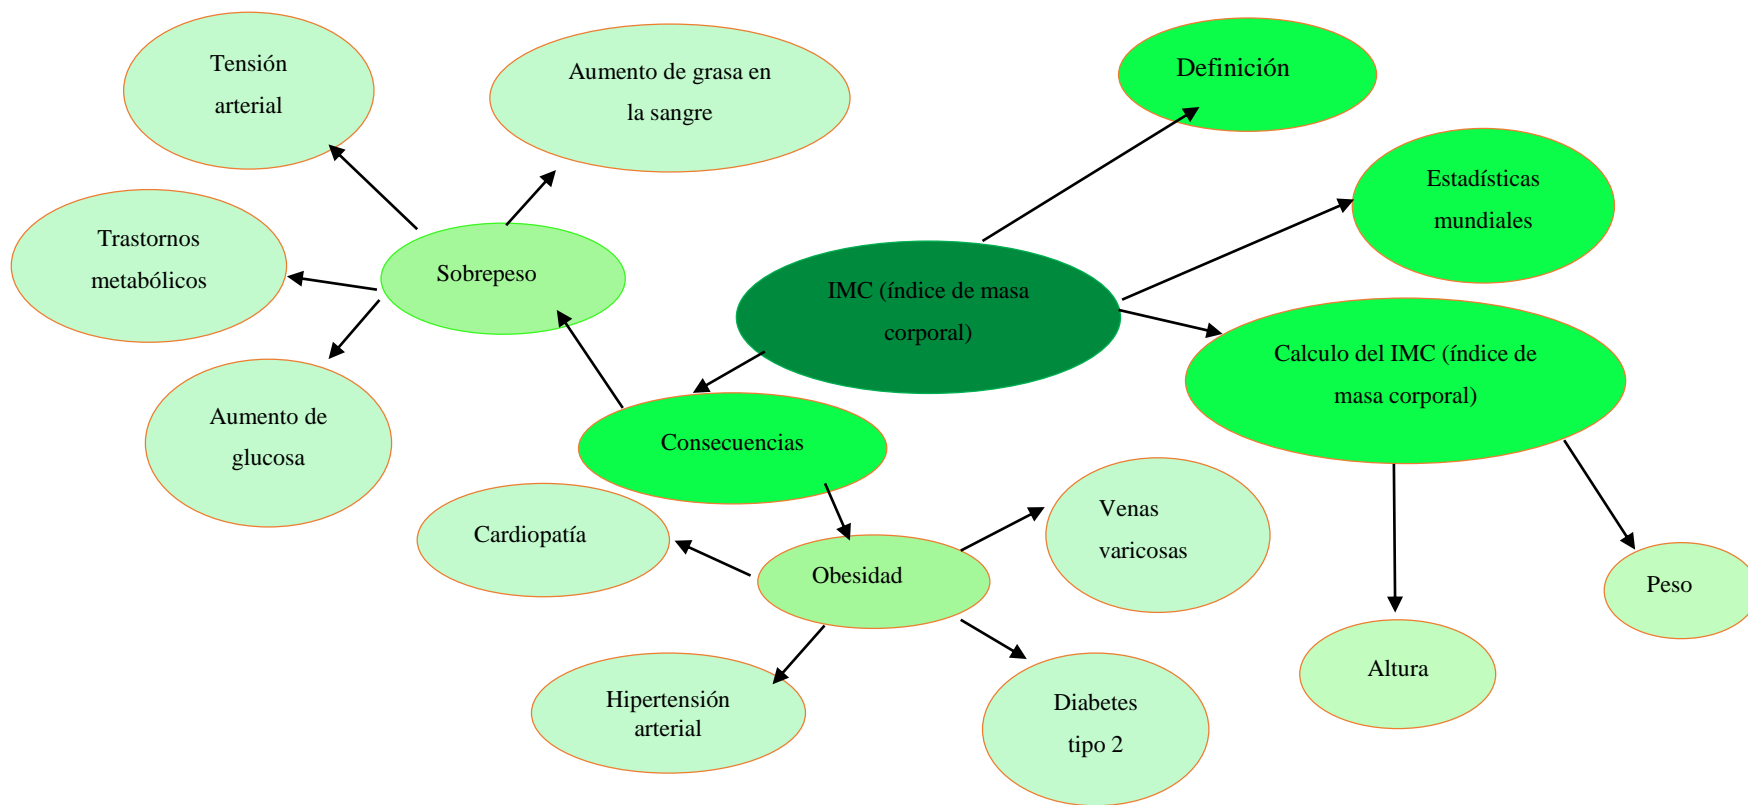 Tensión
arterial
Aumento de grasa en
la sangre
Definición
Estadísticas
mundiales
Trastornos
metabólicos
Sobrepeso
IMC (índice de masa
corporal)
Calculo del IMC (índice de
masa corporal)
Aumento de
glucosa
Consecuencias
Cardiopatía
Obesidad
Venas
varicosas
Peso
Altura
Hipertensión
arterial
Diabetes
tipo 2